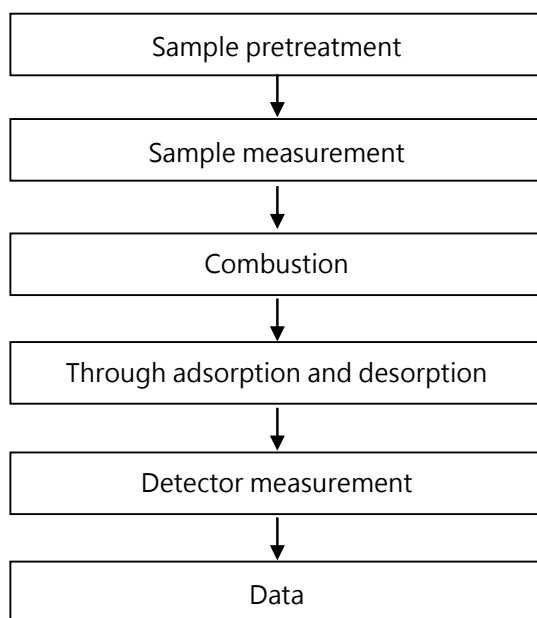 Sample pretreatment
Sample measurement
Combustion
Through adsorption and desorption
Detector measurement
Data